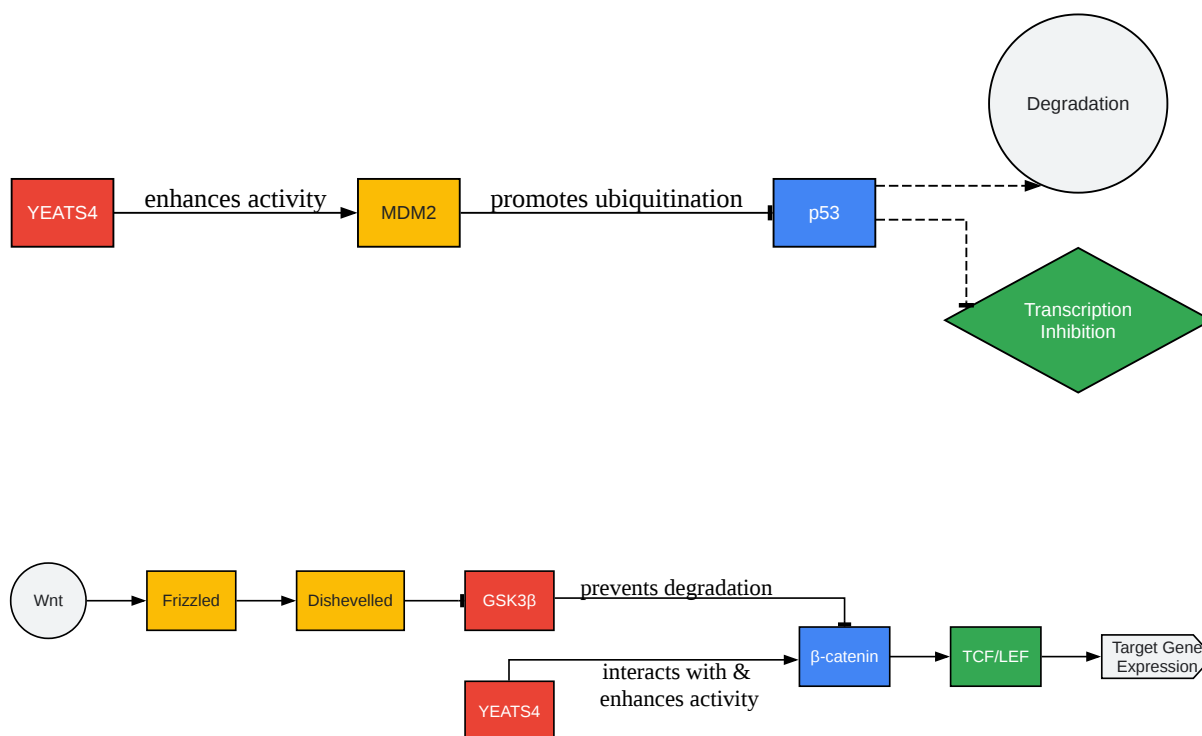 Degradation
YEATS4
enhances activity
MDM2
promotes ubiquitination
p53
Transcription
Inhibition
Wnt
Frizzled
Dishevelled
GSK3β
prevents degradation
β-catenin
TCF/LEF
Target Gene
Expression
YEATS4
interacts with &
enhances activity